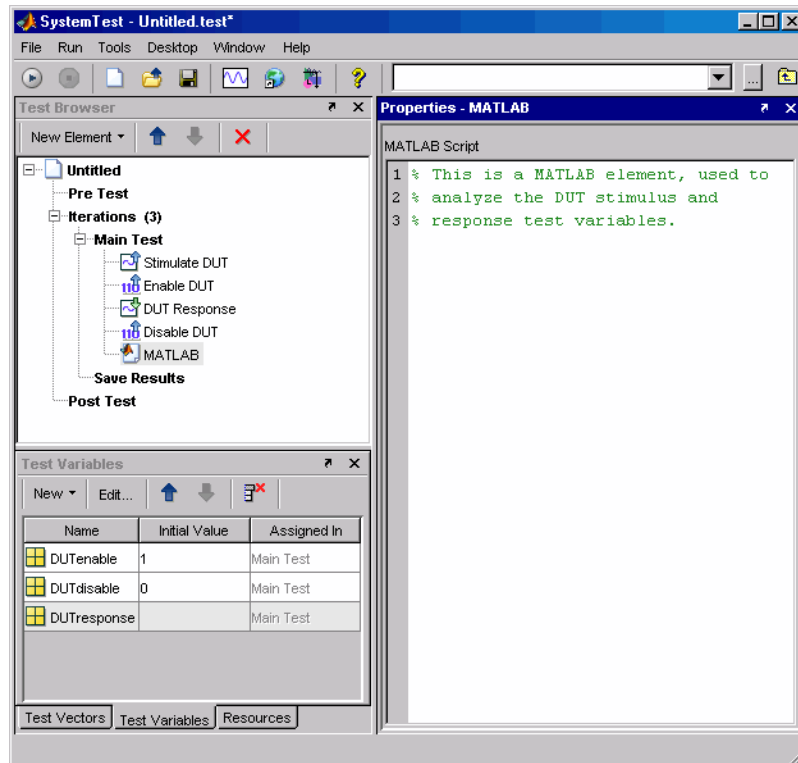 SystemTest - Untitled.test*
File Run Tools Desktop Window Help
Test Browser
New Element
Untitled
Pre Test
Iterations (3)
Main Test
Stimulate DUT
Enable DUT
DUT Response
Disable DUT
MATLAB
Save Results
Post Test
Test Variables
New Edit...
Name Initial Value Assigned In
DUTenable 1 Main Test
DUTdisable 0 Main Test
DUTresponse Main Test
Test Vectors Test Variables Resources
Properties - MATLAB
MATLAB Script
1 % This is a MATLAB element, used to
2 % analyze the DUT stimulus and
3 % response test variables.